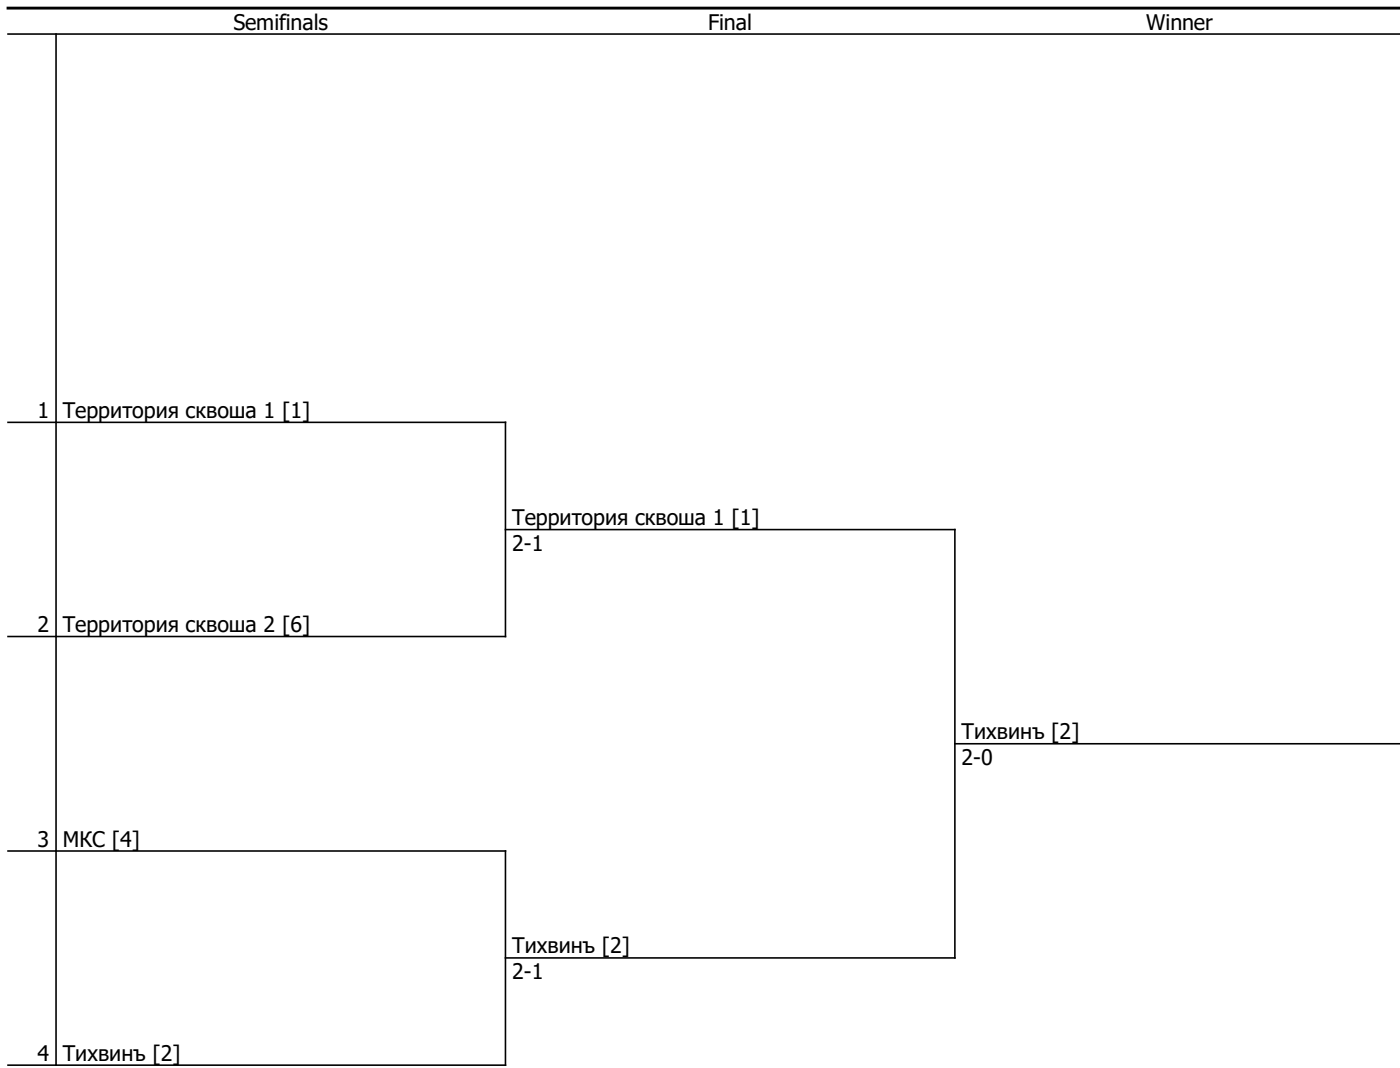 Semifinals Final Winner
1 Территория сквоша 1 [1]
Территория сквоша 1 [1]
2-1
2 Территория сквоша 2 [6]
Тихвинъ [2]
2-0
3 МКС [4]
Тихвинъ [2]
2-1
4 Тихвинъ [2]